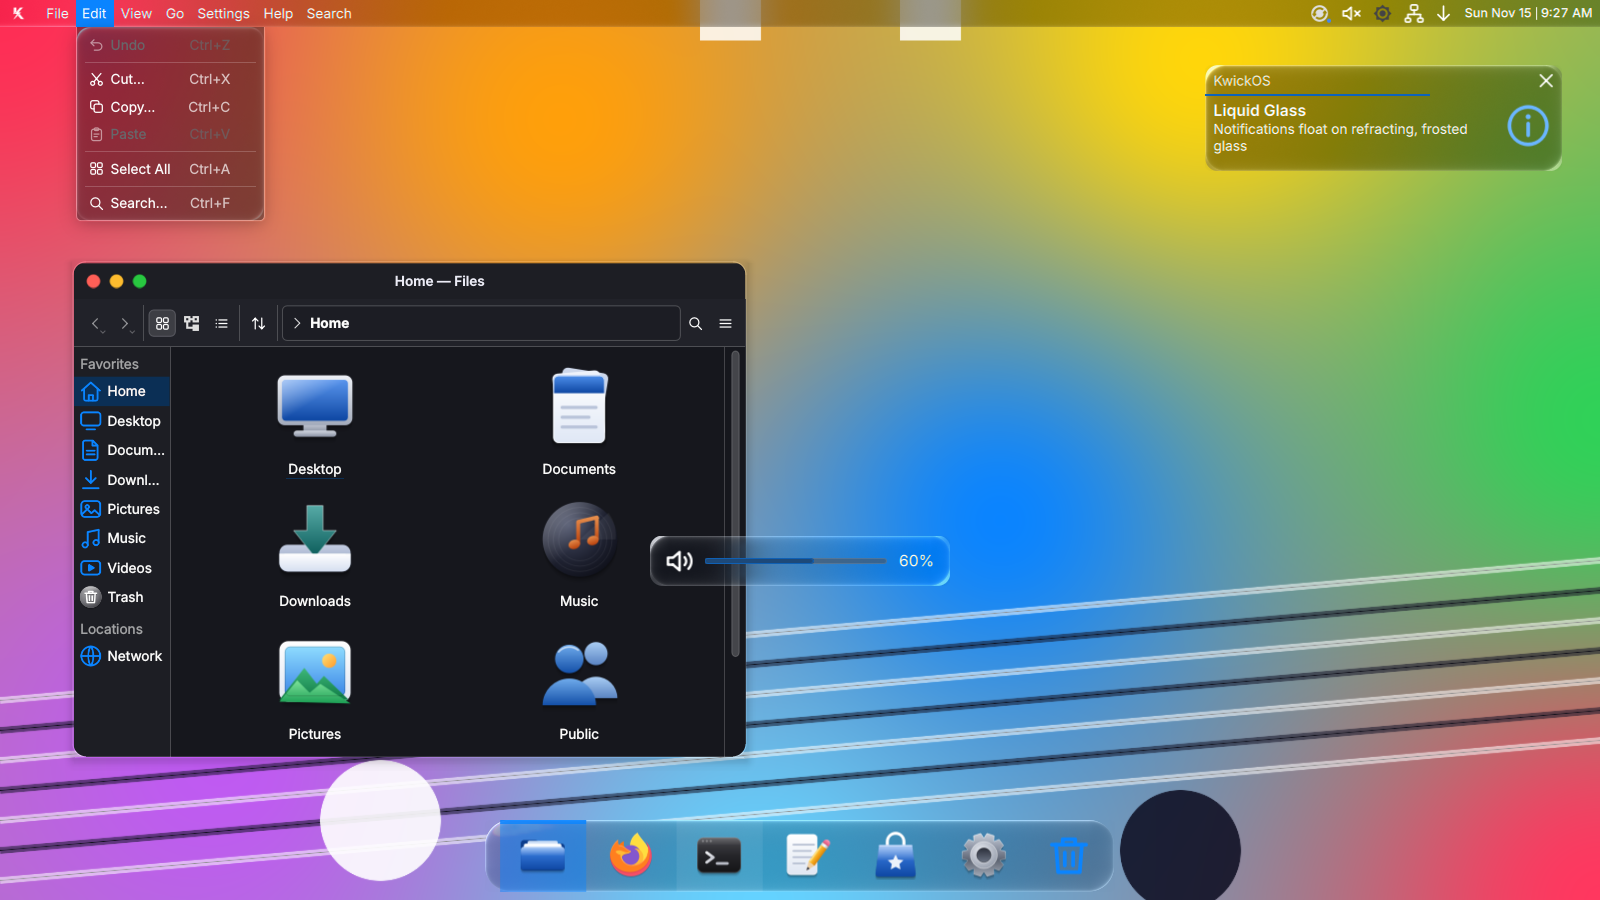 File Edit View Go Settings Help Search
Sun Nov 15 | 9:27 AM
Undo Ctrl+Z
Cut... Ctrl+X
Copy... Ctrl+C
Paste Ctrl+V
Select All Ctrl+A
Search... Ctrl+F
KwickOS
Liquid Glass
Notifications float on refracting, frosted
glass
Home — Files
Home
Favorites
Home
Desktop
Docum...
Downl...
Pictures
Music
Videos
Trash
Locations
Network
Desktop
Documents
Downloads
Music
Pictures
Public
60%